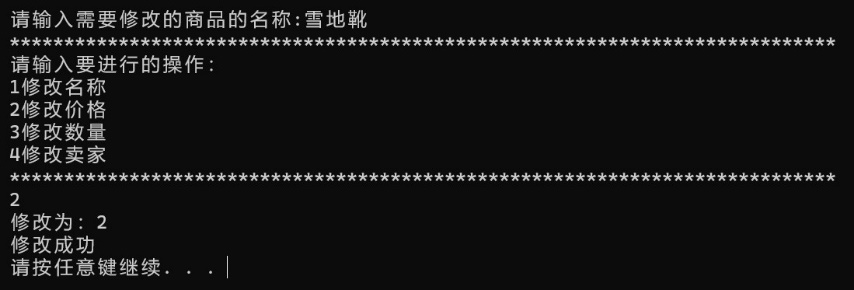 请输入需要修改的商品的名称:雪地靴
****************************************************************************
请输入要进行的操作:
1修改名称
2修改价格
3修改数量
4修改卖家
****************************************************************************
2
修改为: 2
修改成功
请按任意键继续. . .